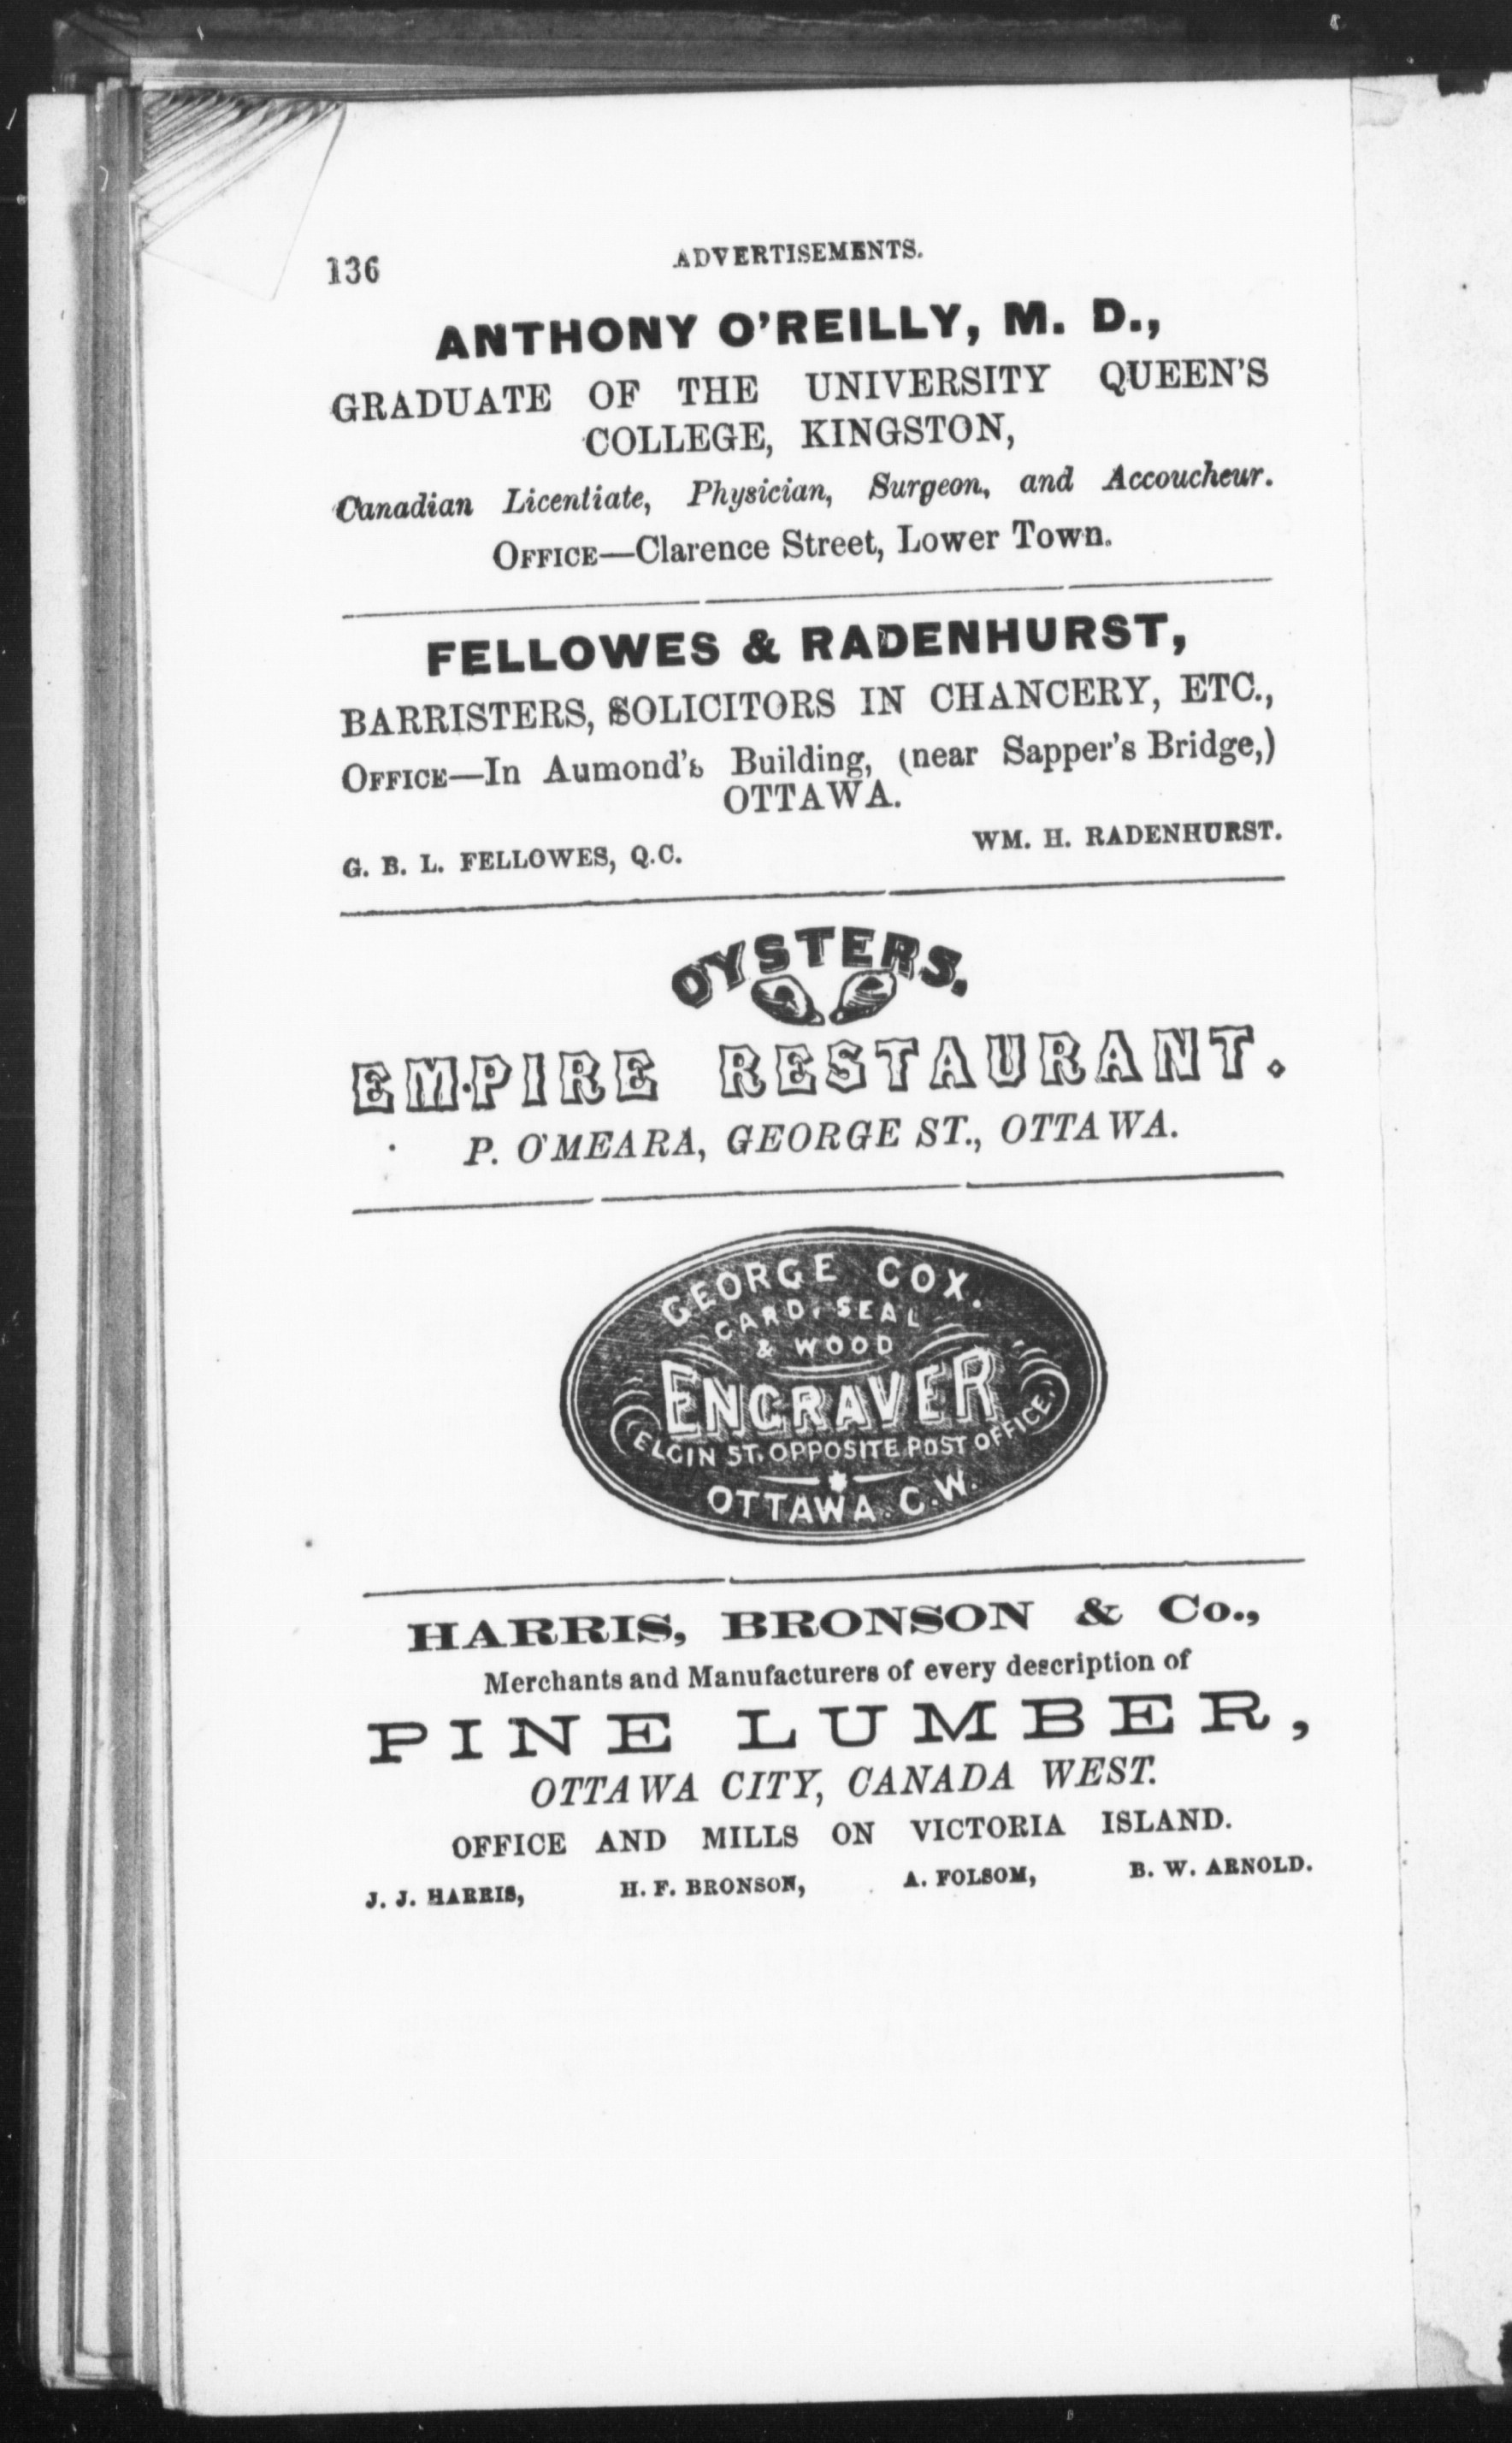 136
ADVERTISEMENTS.
ANTHONY O'REILLY, M. D.,
GRADUATE OF THE UNIVERSITY QUEEN'S
COLLEGE, KINGSTON,
Canadian Licentiate, Physician, Surgeon, and Accoucheur.
OFFICE—Clarence Street, Lower Town.
FELLOWES & RADENHURST,
BARRISTERS, SOLICITORS IN CHANCERY, ETC.,
OFFICE—In Aumond's Building, (near Sapper's Bridge,)
OTTAWA.
G. B. L. FELLOWES, Q.C. WM. H. RADENHURST.
OYSTERS.
EMPIRE RESTAURANT.
P. O'MEARA, GEORGE ST., OTTAWA.
GEORGE COX.
CARD, SEAL
& WOOD
ENGRAVER
ELGIN ST. OPPOSITE POST OFFICE.
OTTAWA. C.W.
HARRIS, BRONSON & Co.,
Merchants and Manufacturers of every description of
PINE LUMBER,
OTTAWA CITY, CANADA WEST.
OFFICE AND MILLS ON VICTORIA ISLAND.
J. J. HARRIS, H. F. BRONSON, A. FOLSOM, B. W. ARNOLD.